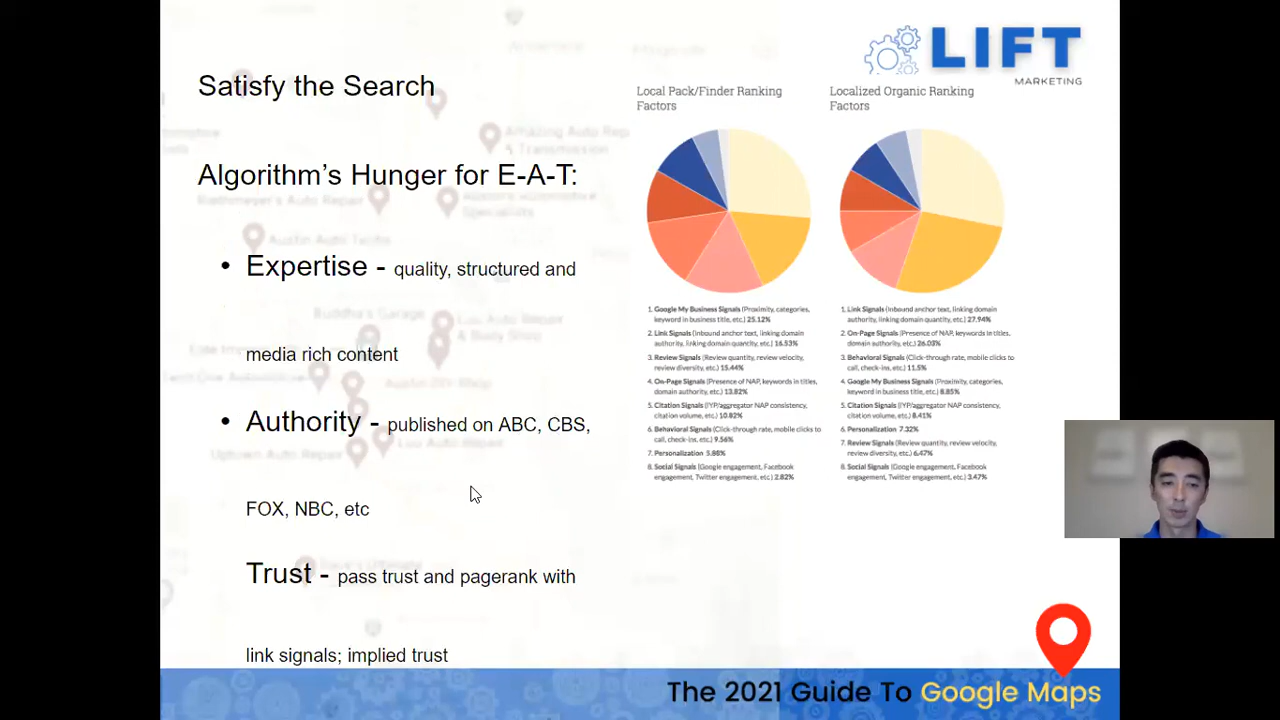 LIFT
MARKETING
Satisfy the Search
Algorithm's Hunger for E-A-T:
• Expertise - quality, structured and
media rich content
• Authority - published on ABC, CBS,
FOX, NBC, etc
Trust - pass trust and pagerank with
link signals; implied trust
Local Pack/Finder Ranking
Factors
1. Google My Business Signals (Proximity, categories,
keyword in business title, etc.) 25.12%
2. Link Signals (Inbound anchor text, linking domain
authority, linking domain quantity, etc.) 16.53%
3. Review Signals (Review quantity, review velocity,
review diversity, etc.) 15.44%
4. On-Page Signals (Presence of NAP, keywords in titles,
domain authority, etc.) 13.82%
5. Citation Signals (IYP/aggregator NAP consistency,
citation volume, etc.) 10.82%
6. Behavioral Signals (Click-through rate, mobile clicks to
call, check-ins, etc.) 9.56%
7. Personalization 5.88%
8. Social Signals (Google engagement, Facebook
engagement, Twitter engagement, etc.) 2.82%
Localized Organic Ranking
Factors
1. Link Signals (Inbound anchor text, linking domain
authority, linking domain quantity, etc.) 27.94%
2. On-Page Signals (Presence of NAP, keywords in titles,
domain authority, etc.) 26.03%
3. Behavioral Signals (Click-through rate, mobile clicks to
call, check-ins, etc.) 11.5%
4. Google My Business Signals (Proximity, categories,
keyword in business title, etc.) 8.85%
5. Citation Signals (IYP/aggregator NAP consistency,
citation volume, etc.) 8.41%
6. Personalization 7.32%
7. Review Signals (Review quantity, review velocity,
review diversity, etc.) 6.47%
8. Social Signals (Google engagement, Facebook
engagement, Twitter engagement, etc.) 3.47%
Amazing Auto Rep
& Transmission
Austin Auto Techs
Buddha's Garage
Uptown Auto Repair
The 2021 Guide To Google Maps